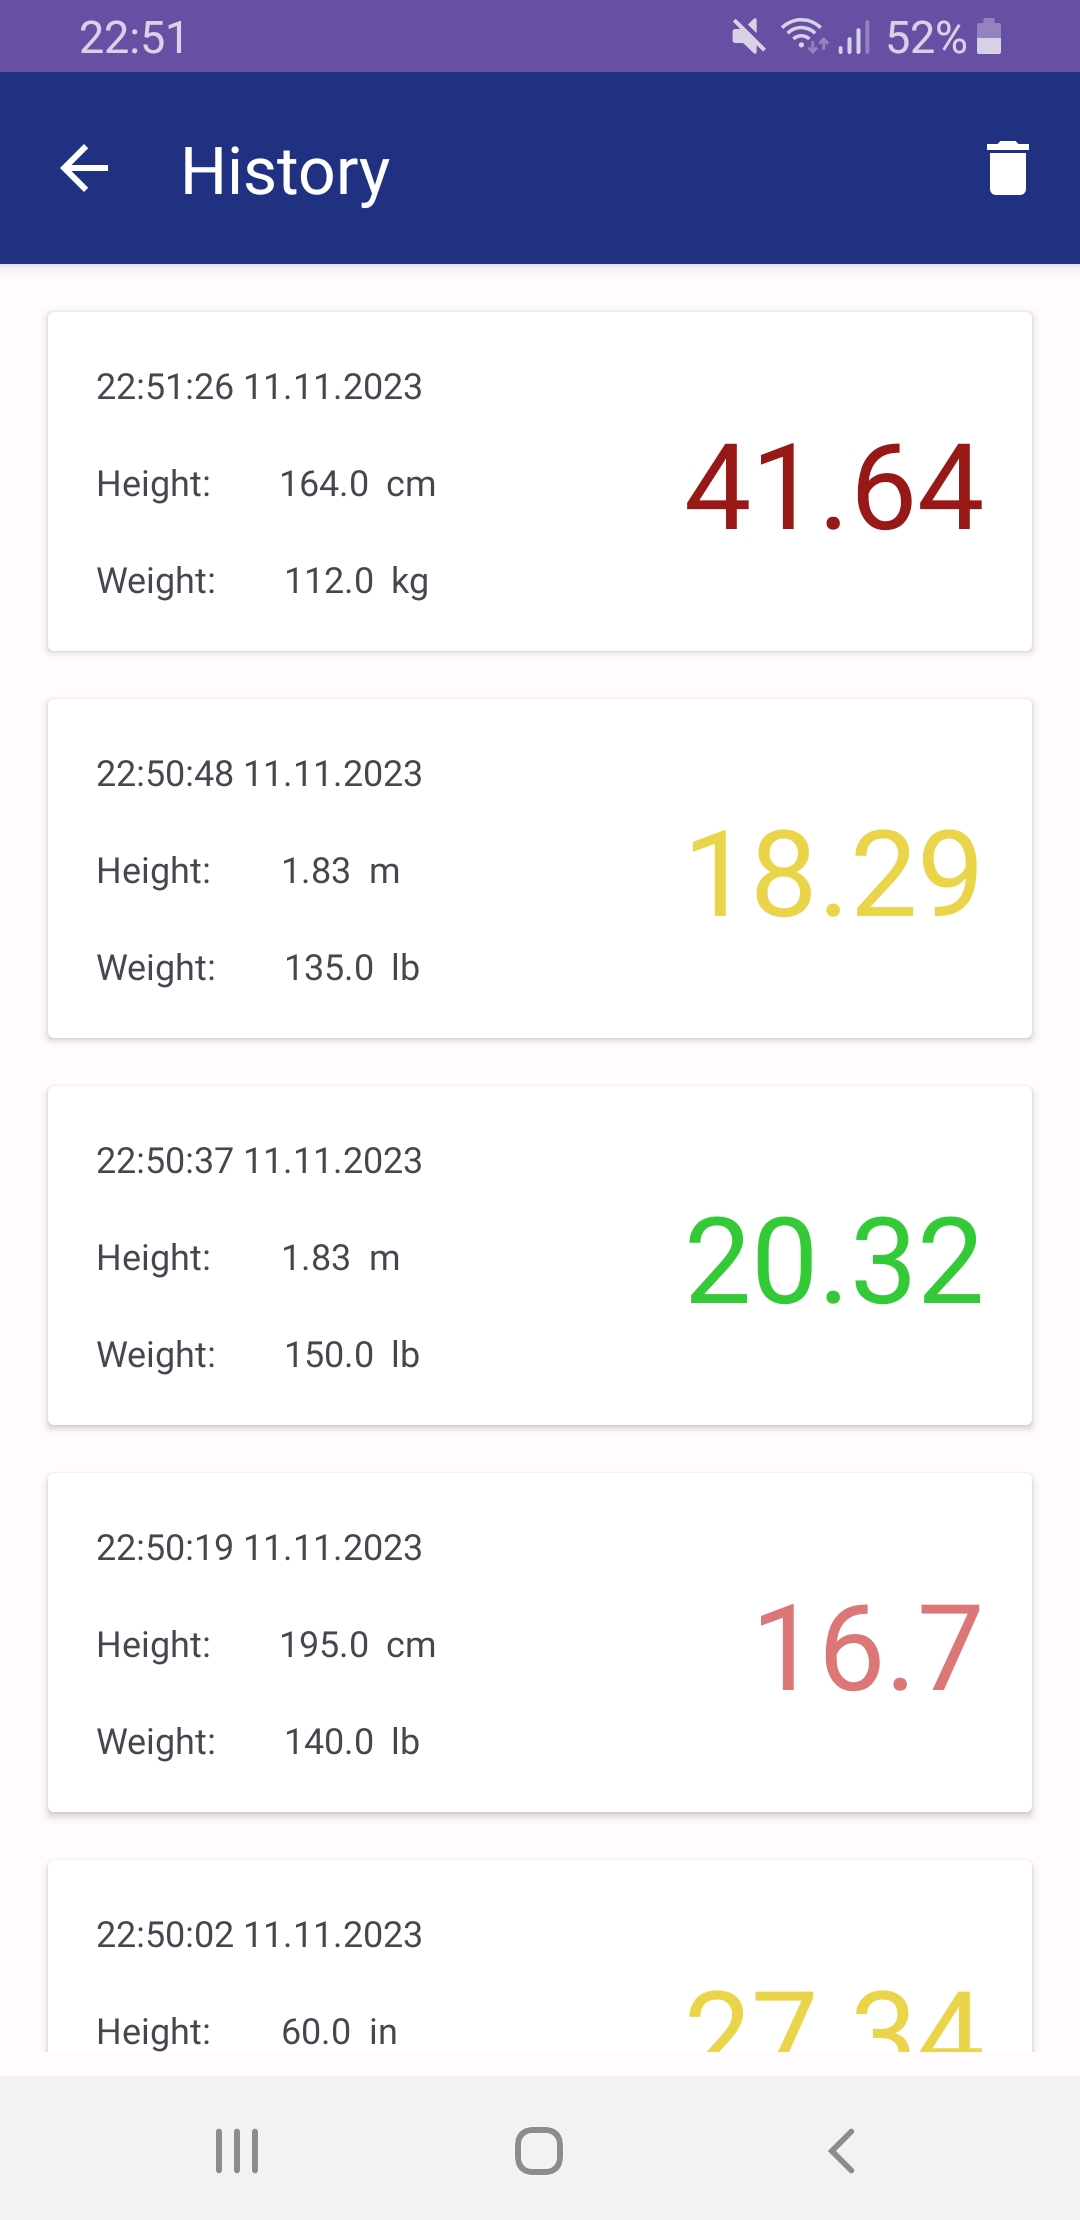 22:51 52%
History
22:51:26 11.11.2023
Height: 164.0 cm
41.64
Weight: 112.0 kg
22:50:48 11.11.2023
Height: 1.83 m
18.29
Weight: 135.0 lb
22:50:37 11.11.2023
Height: 1.83 m
20.32
Weight: 150.0 lb
22:50:19 11.11.2023
Height: 195.0 cm
16.7
Weight: 140.0 lb
22:50:02 11.11.2023
Height: 60.0 in
27.34